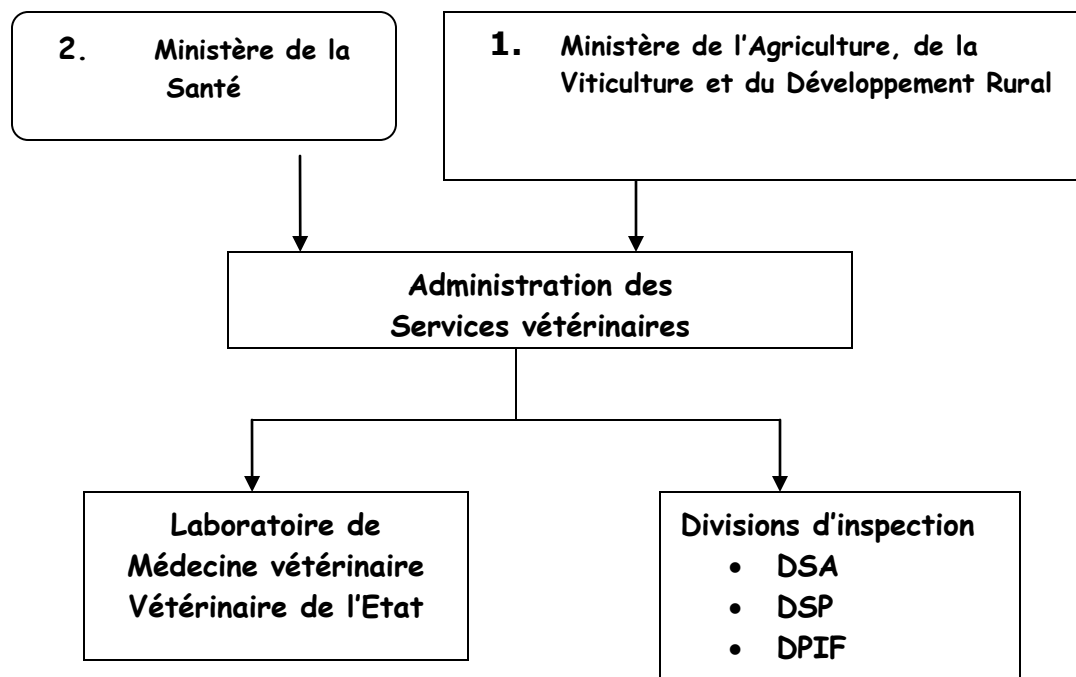 2. Ministère de la
Santé
1. Ministère de l'Agriculture, de la
Viticulture et du Développement Rural
Administration des
Services vétérinaires
Laboratoire de
Médecine vétérinaire
Vétérinaire de l'Etat
Divisions d'inspection
• DSA
• DSP
• DPIF